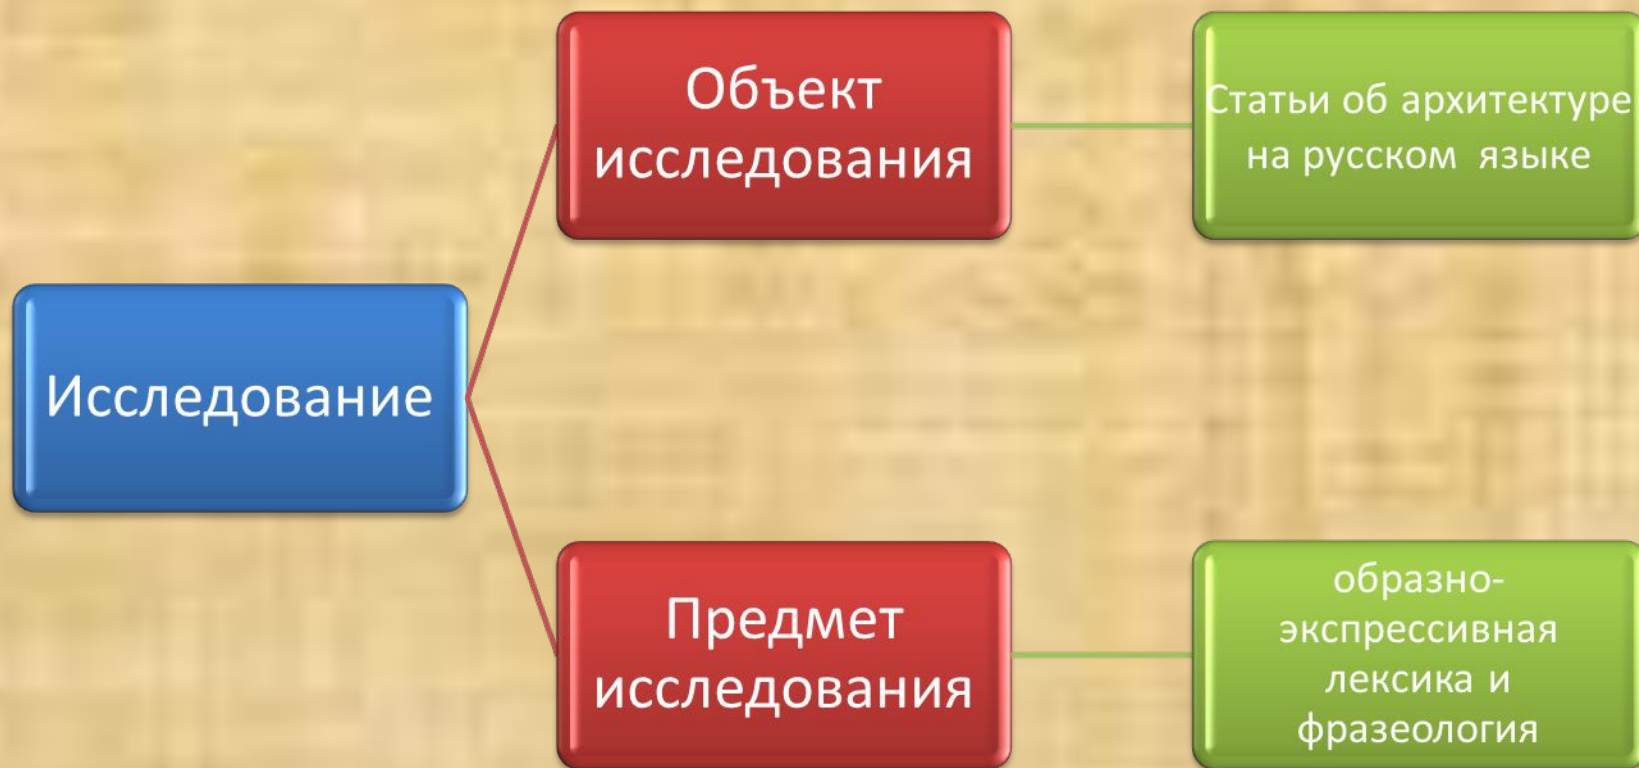 Объект
исследования
Статьи об архитектуре
на русском языке
Исследование
Предмет
исследования
образно-
экспрессивная
лексика и
фразеология